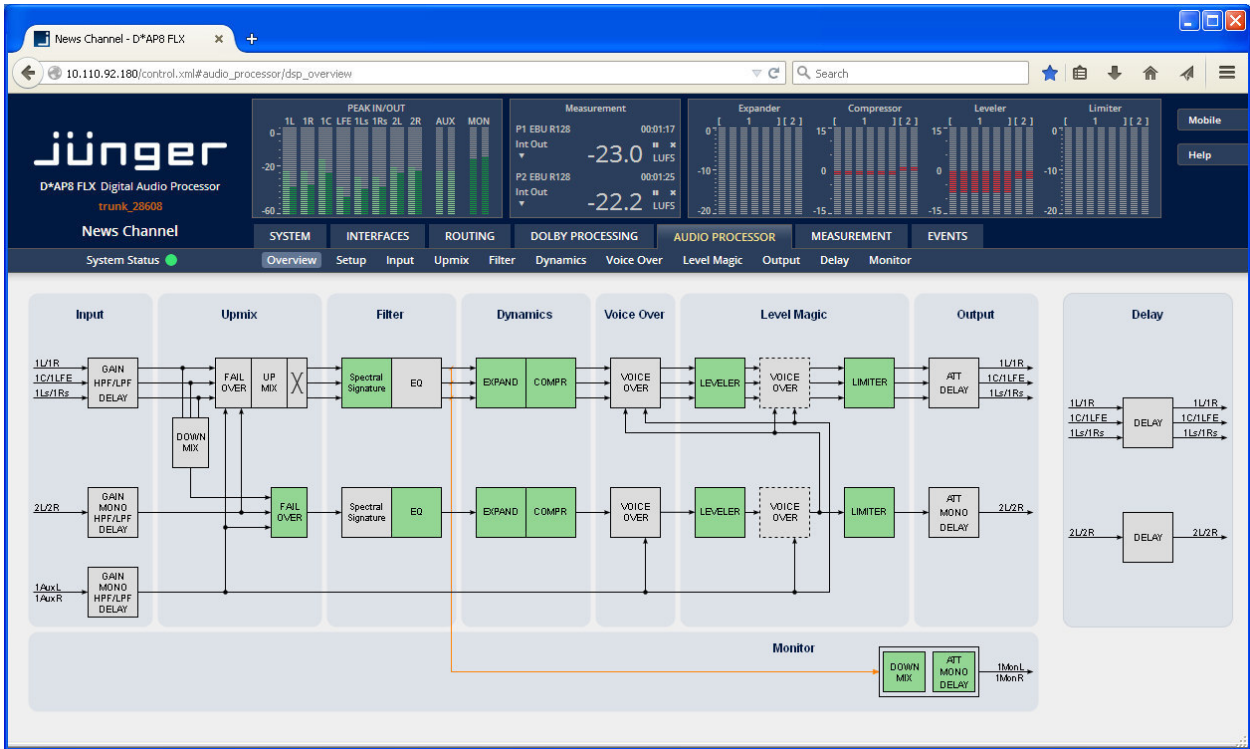 News Channel - D*AP8 FLX × +
10.110.92.180/control.xml#audio_processor/dsp_overview Search
jünger
D*AP8 FLX Digital Audio Processor
trunk_28608
News Channel
System Status
PEAK IN/OUT
1L 1R 1C LFE 1Ls 1Rs 2L 2R AUX MON
0
-20
-60
Measurement
P1 EBU R128 00:01:17
Int Out -23.0 LUFS
P2 EBU R128 00:01:25
Int Out -22.2 LUFS
Expander Compressor Leveler Limiter
[ 1 ][ 2 ] [ 1 ][ 2 ] [ 1 ][ 2 ] [ 1 ][ 2 ]
0 15 15 0
-10 0 0 -10
-20 -15 -15 -20
Mobile
Help
SYSTEM INTERFACES ROUTING DOLBY PROCESSING AUDIO PROCESSOR MEASUREMENT EVENTS
Overview Setup Input Upmix Filter Dynamics Voice Over Level Magic Output Delay Monitor
Input Upmix Filter Dynamics Voice Over Level Magic Output Delay
1L/1R
1C/1LFE
1Ls/1Rs
GAIN
HPF/LPF
DELAY
FAIL
OVER
UP
MIX
Spectral
Signature
EQ
EXPAND
COMPR
VOICE
OVER
LEVELER
VOICE
OVER
LIMITER
ATT
DELAY
1L/1R
1C/1LFE
1Ls/1Rs
1L/1R
1C/1LFE
1Ls/1Rs
DELAY
1L/1R
1C/1LFE
1Ls/1Rs
DOWN
MIX
2L/2R
GAIN
MONO
HPF/LPF
DELAY
FAIL
OVER
Spectral
Signature
EQ
EXPAND
COMPR
VOICE
OVER
LEVELER
VOICE
OVER
LIMITER
ATT
MONO
DELAY
2L/2R
2L/2R
DELAY
2L/2R
1AuxL
1AuxR
GAIN
MONO
HPF/LPF
DELAY
Monitor
DOWN
MIX
ATT
MONO
DELAY
1MonL
1MonR